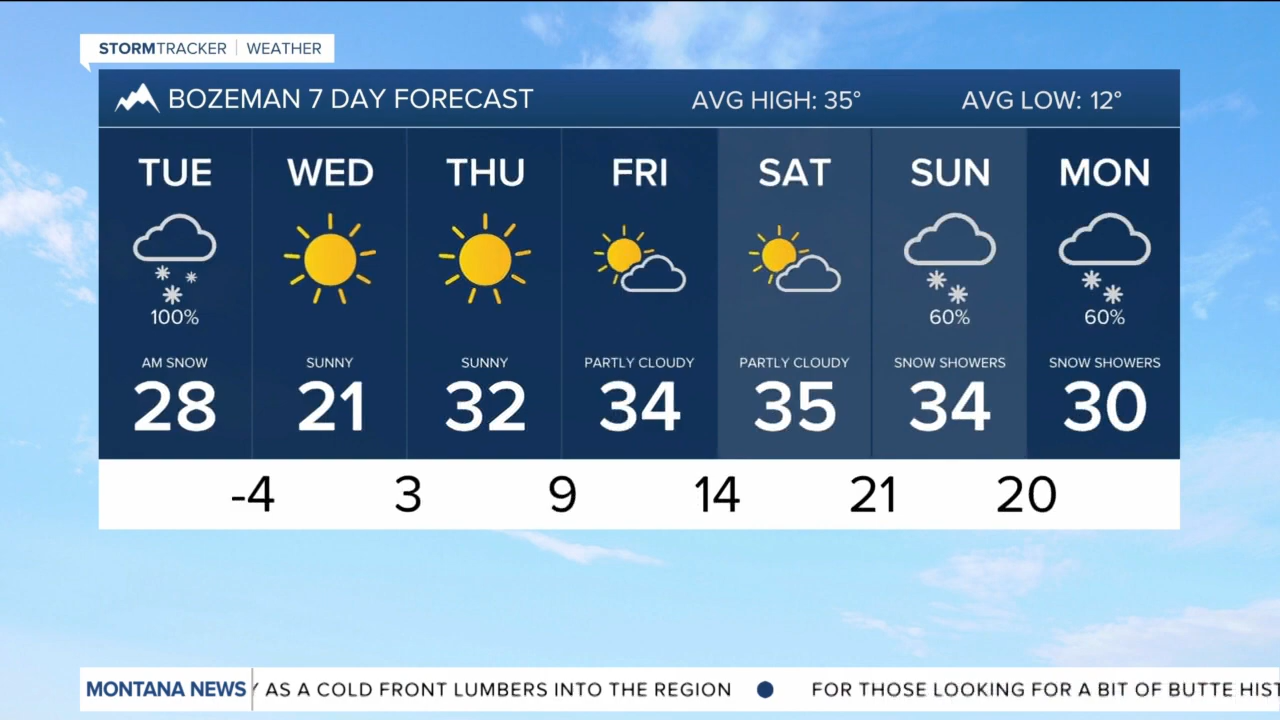 STORMTRACKER | WEATHER
BOZEMAN 7 DAY FORECAST AVG HIGH: 35° AVG LOW: 12°
TUE WED THU FRI SAT SUN MON
100% 60% 60%
AM SNOW SUNNY SUNNY PARTLY CLOUDY PARTLY CLOUDY SNOW SHOWERS SNOW SHOWERS
28 21 32 34 35 34 30
-4 3 9 14 21 20
MONTANA NEWS AS A COLD FRONT LUMBERS INTO THE REGION ● FOR THOSE LOOKING FOR A BIT OF BUTTE HIST